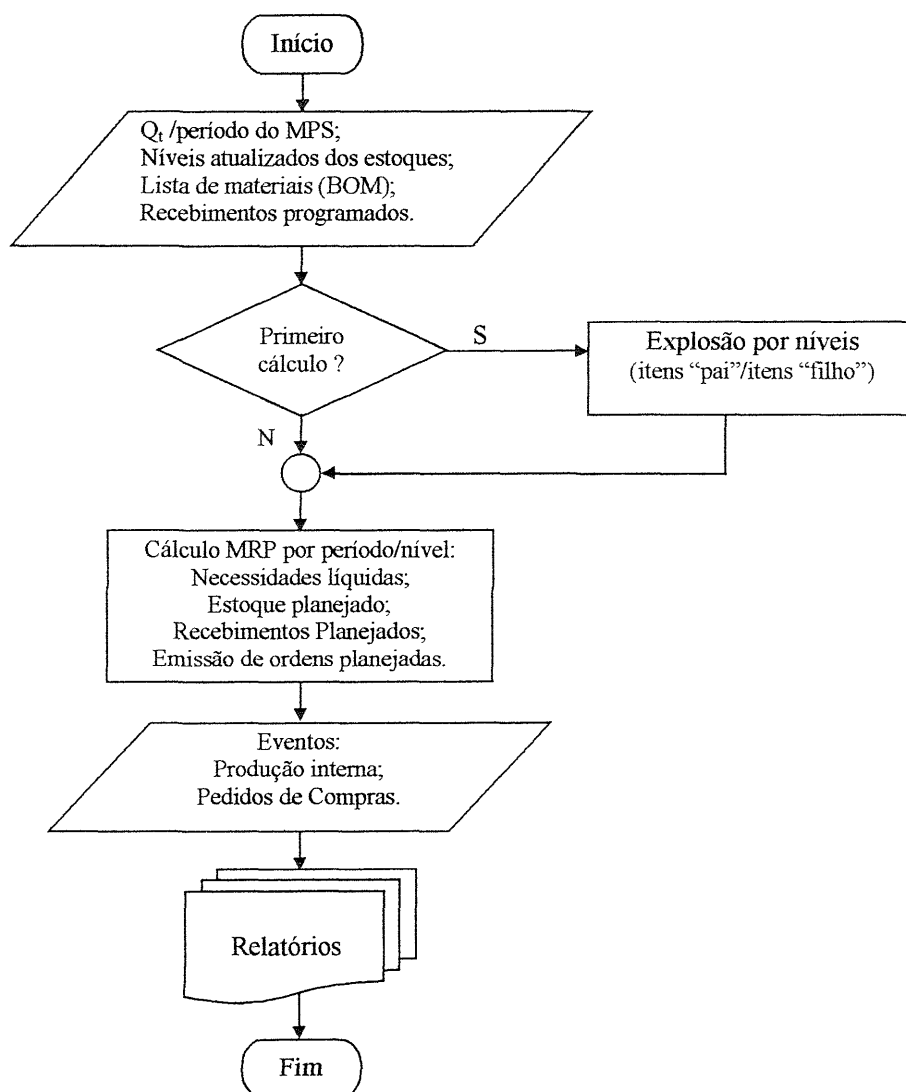 Início
Qₜ /período do MPS;
Níveis atualizados dos estoques;
Lista de materiais (BOM);
Recebimentos programados.
Primeiro
cálculo ?
S
Explosão por níveis
(itens “pai”/itens “filho”)
N
Cálculo MRP por período/nível:
Necessidades líquidas;
Estoque planejado;
Recebimentos Planejados;
Emissão de ordens planejadas.
Eventos:
Produção interna;
Pedidos de Compras.
Relatórios
Fim